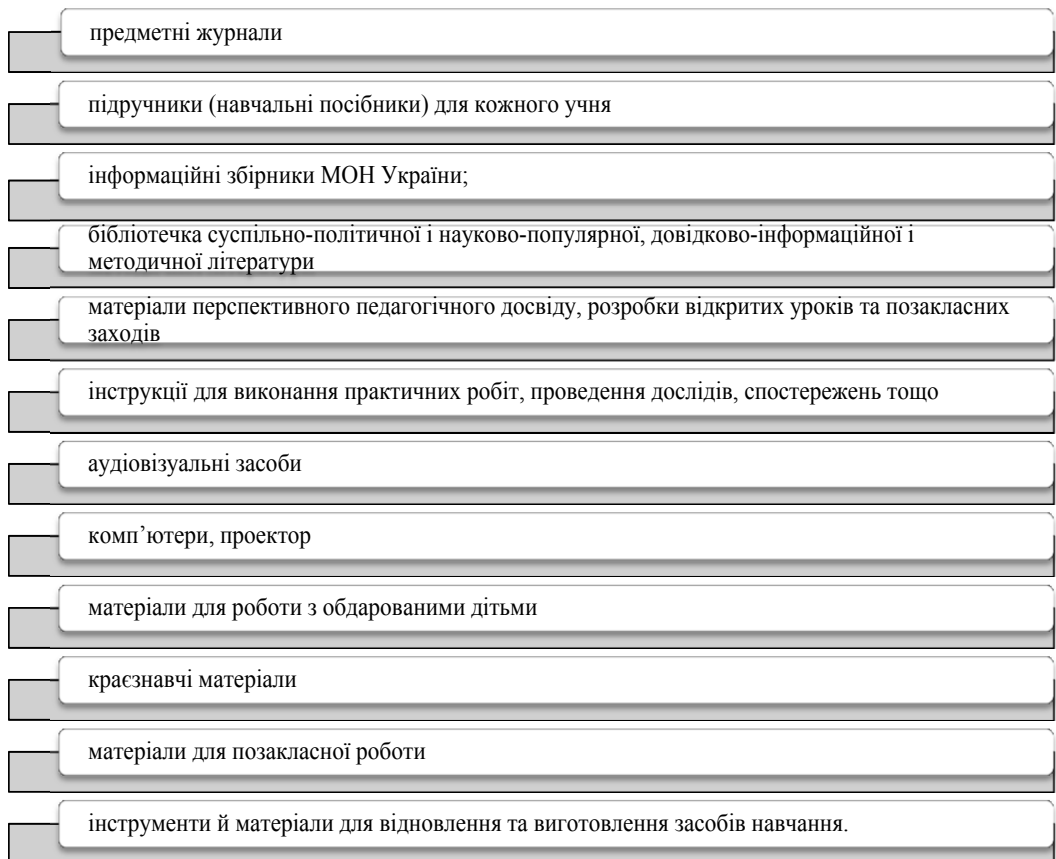 предметні журнали
підручники (навчальні посібники) для кожного учня
інформаційні збірники МОН України;
бібліотечка суспільно-політичної і науково-популярної, довідково-інформаційної і
методичної літератури
матеріали перспективного педагогічного досвіду, розробки відкритих уроків та позакласних
заходів
інструкції для виконання практичних робіт, проведення дослідів, спостережень тощо
аудіовізуальні засоби
комп’ютери, проектор
матеріали для роботи з обдарованими дітьми
краєзнавчі матеріали
матеріали для позакласної роботи
інструменти й матеріали для відновлення та виготовлення засобів навчання.